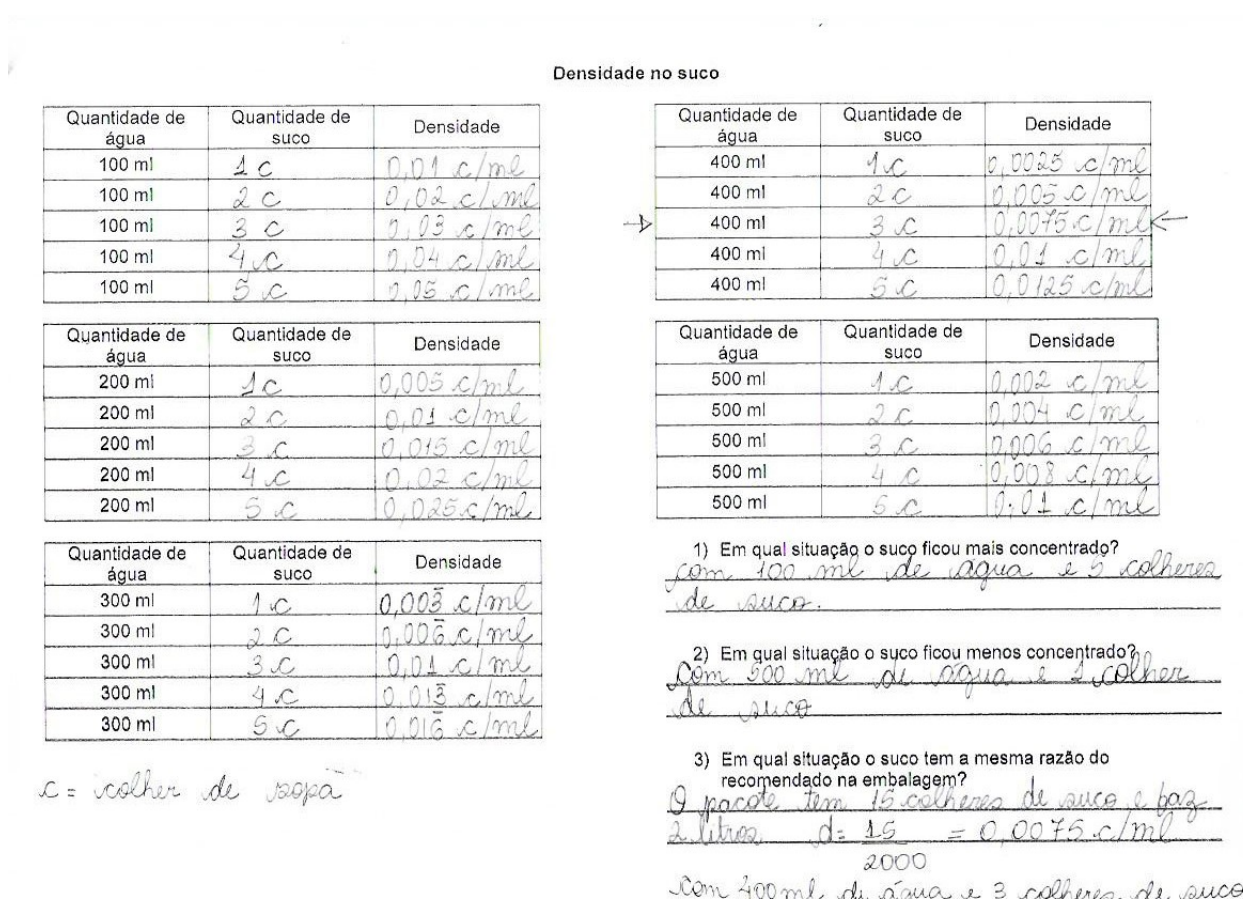 Densidade no suco
Quantidade de água Quantidade de suco Densidade
100 ml 1 c 0,01 c/ml
100 ml 2 c 0,02 c/ml
100 ml 3 c 0,03 c/ml
100 ml 4 c 0,04 c/ml
100 ml 5 c 0,05 c/ml
Quantidade de água Quantidade de suco Densidade
200 ml 1 c 0,005 c/ml
200 ml 2 c 0,01 c/ml
200 ml 3 c 0,015 c/ml
200 ml 4 c 0,02 c/ml
200 ml 5 c 0,025 c/ml
Quantidade de água Quantidade de suco Densidade
300 ml 1 c 0,003̄ c/ml
300 ml 2 c 0,006̄ c/ml
300 ml 3 c 0,01 c/ml
300 ml 4 c 0,013̄ c/ml
300 ml 5 c 0,016̄ c/ml
c = colher de sopa
Quantidade de água Quantidade de suco Densidade
400 ml 1 c 0,0025 c/ml
400 ml 2 c 0,005 c/ml
→ 400 ml 3 c 0,0075 c/ml ←
400 ml 4 c 0,01 c/ml
400 ml 5 c 0,0125 c/ml
Quantidade de água Quantidade de suco Densidade
500 ml 1 c 0,002 c/ml
500 ml 2 c 0,004 c/ml
500 ml 3 c 0,006 c/ml
500 ml 4 c 0,008 c/ml
500 ml 5 c 0,01 c/ml
1) Em qual situação o suco ficou mais concentrado?
com 100 ml de água e 5 colheres
de suco.
2) Em qual situação o suco ficou menos concentrado?
Com 500 ml de água e 1 colher
de suco
3) Em qual situação o suco tem a mesma razão do
recomendado na embalagem?
O pacote tem 15 colheres de suco e faz
2 litros d= 15/2000 = 0,0075 c/ml
com 400 ml de água e 3 colheres de suco